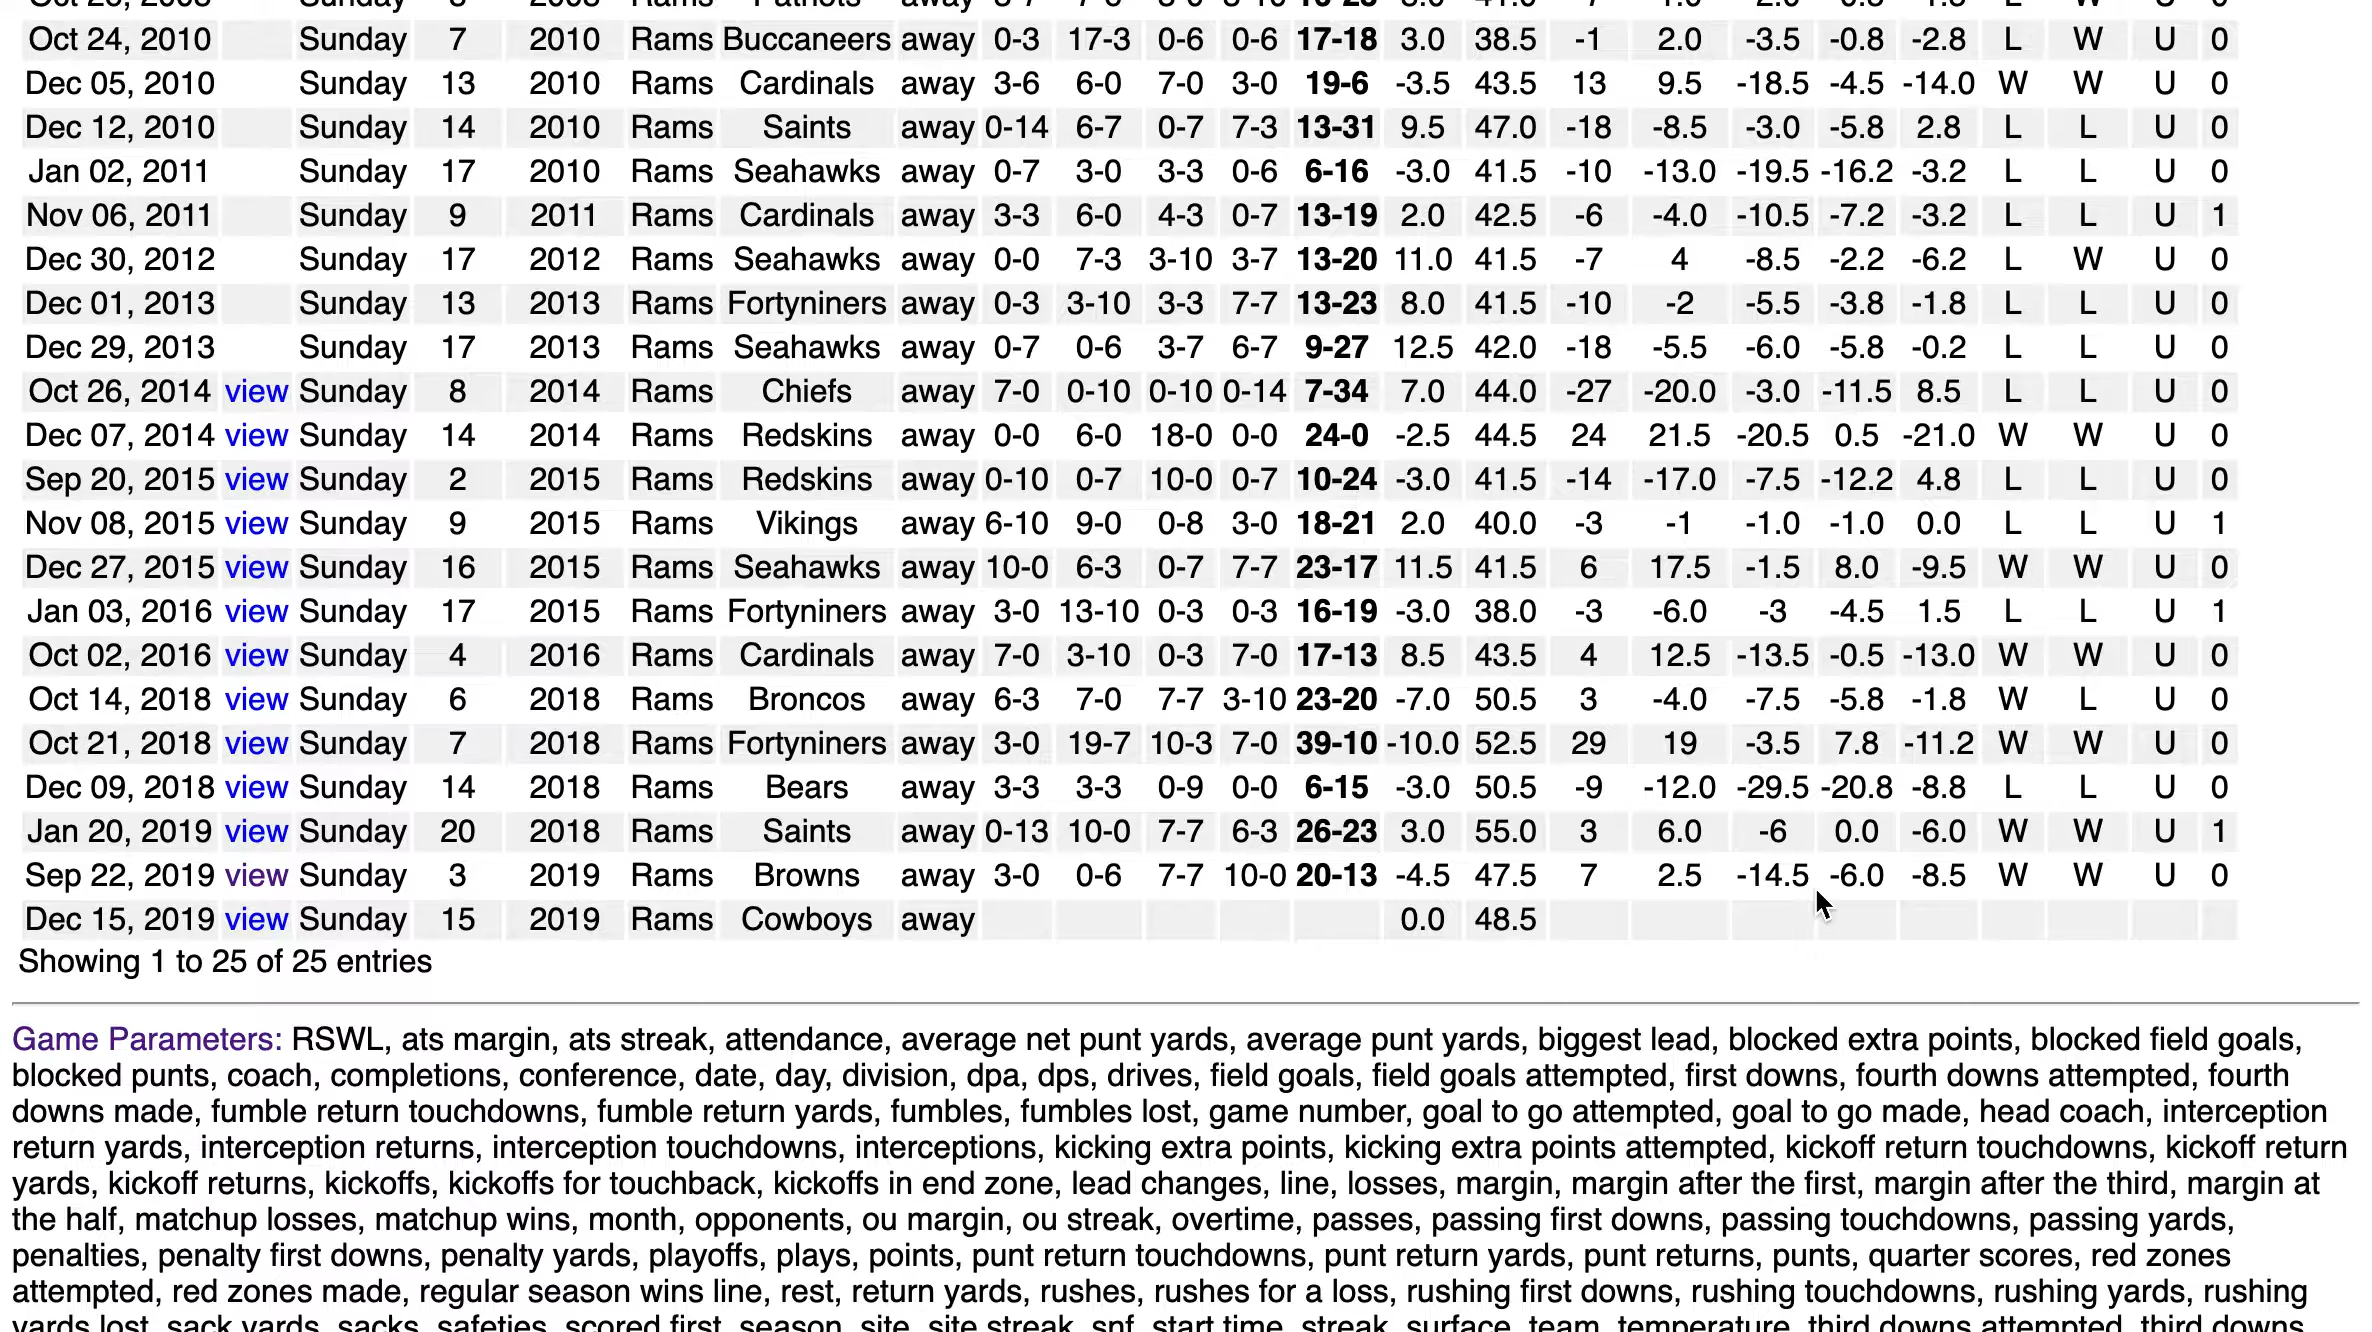 Oct 24, 2010 Sunday 7 2010 Rams Buccaneers away 0-3 17-3 0-6 0-6 17-18 3.0 38.5 -1 2.0 -3.5 -0.8 -2.8 L W U 0
Dec 05, 2010 Sunday 13 2010 Rams Cardinals away 3-6 6-0 7-0 3-0 19-6 -3.5 43.5 13 9.5 -18.5 -4.5 -14.0 W W U 0
Dec 12, 2010 Sunday 14 2010 Rams Saints away 0-14 6-7 0-7 7-3 13-31 9.5 47.0 -18 -8.5 -3.0 -5.8 2.8 L L U 0
Jan 02, 2011 Sunday 17 2010 Rams Seahawks away 0-7 3-0 3-3 0-6 6-16 -3.0 41.5 -10 -13.0 -19.5 -16.2 -3.2 L L U 0
Nov 06, 2011 Sunday 9 2011 Rams Cardinals away 3-3 6-0 4-3 0-7 13-19 2.0 42.5 -6 -4.0 -10.5 -7.2 -3.2 L L U 1
Dec 30, 2012 Sunday 17 2012 Rams Seahawks away 0-0 7-3 3-10 3-7 13-20 11.0 41.5 -7 4 -8.5 -2.2 -6.2 L W U 0
Dec 01, 2013 Sunday 13 2013 Rams Fortyniners away 0-3 3-10 3-3 7-7 13-23 8.0 41.5 -10 -2 -5.5 -3.8 -1.8 L L U 0
Dec 29, 2013 Sunday 17 2013 Rams Seahawks away 0-7 0-6 3-7 6-7 9-27 12.5 42.0 -18 -5.5 -6.0 -5.8 -0.2 L L U 0
Oct 26, 2014 view Sunday 8 2014 Rams Chiefs away 7-0 0-10 0-10 0-14 7-34 7.0 44.0 -27 -20.0 -3.0 -11.5 8.5 L L U 0
Dec 07, 2014 view Sunday 14 2014 Rams Redskins away 0-0 6-0 18-0 0-0 24-0 -2.5 44.5 24 21.5 -20.5 0.5 -21.0 W W U 0
Sep 20, 2015 view Sunday 2 2015 Rams Redskins away 0-10 0-7 10-0 0-7 10-24 -3.0 41.5 -14 -17.0 -7.5 -12.2 4.8 L L U 0
Nov 08, 2015 view Sunday 9 2015 Rams Vikings away 6-10 9-0 0-8 3-0 18-21 2.0 40.0 -3 -1 -1.0 -1.0 0.0 L L U 1
Dec 27, 2015 view Sunday 16 2015 Rams Seahawks away 10-0 6-3 0-7 7-7 23-17 11.5 41.5 6 17.5 -1.5 8.0 -9.5 W W U 0
Jan 03, 2016 view Sunday 17 2015 Rams Fortyniners away 3-0 13-10 0-3 0-3 16-19 -3.0 38.0 -3 -6.0 -3 -4.5 1.5 L L U 1
Oct 02, 2016 view Sunday 4 2016 Rams Cardinals away 7-0 3-10 0-3 7-0 17-13 8.5 43.5 4 12.5 -13.5 -0.5 -13.0 W W U 0
Oct 14, 2018 view Sunday 6 2018 Rams Broncos away 6-3 7-0 7-7 3-10 23-20 -7.0 50.5 3 -4.0 -7.5 -5.8 -1.8 W L U 0
Oct 21, 2018 view Sunday 7 2018 Rams Fortyniners away 3-0 19-7 10-3 7-0 39-10 -10.0 52.5 29 19 -3.5 7.8 -11.2 W W U 0
Dec 09, 2018 view Sunday 14 2018 Rams Bears away 3-3 3-3 0-9 0-0 6-15 -3.0 50.5 -9 -12.0 -29.5 -20.8 -8.8 L L U 0
Jan 20, 2019 view Sunday 20 2018 Rams Saints away 0-13 10-0 7-7 6-3 26-23 3.0 55.0 3 6.0 -6 0.0 -6.0 W W U 1
Sep 22, 2019 view Sunday 3 2019 Rams Browns away 3-0 0-6 7-7 10-0 20-13 -4.5 47.5 7 2.5 -14.5 -6.0 -8.5 W W U 0
Dec 15, 2019 view Sunday 15 2019 Rams Cowboys away 0.0 48.5
Showing 1 to 25 of 25 entries
Game Parameters: RSWL, ats margin, ats streak, attendance, average net punt yards, average punt yards, biggest lead, blocked extra points, blocked field goals,
blocked punts, coach, completions, conference, date, day, division, dpa, dps, drives, field goals, field goals attempted, first downs, fourth downs attempted, fourth
downs made, fumble return touchdowns, fumble return yards, fumbles, fumbles lost, game number, goal to go attempted, goal to go made, head coach, interception
return yards, interception returns, interception touchdowns, interceptions, kicking extra points, kicking extra points attempted, kickoff return touchdowns, kickoff return
yards, kickoff returns, kickoffs, kickoffs for touchback, kickoffs in end zone, lead changes, line, losses, margin, margin after the first, margin after the third, margin at
the half, matchup losses, matchup wins, month, opponents, ou margin, ou streak, overtime, passes, passing first downs, passing touchdowns, passing yards,
penalties, penalty first downs, penalty yards, playoffs, plays, points, punt return touchdowns, punt return yards, punt returns, punts, quarter scores, red zones
attempted, red zones made, regular season wins line, rest, return yards, rushes, rushes for a loss, rushing first downs, rushing touchdowns, rushing yards, rushing
yards lost, sack yards, sacks, safeties, scored first, season, site, site streak, snf, start time, streak, surface, team, temperature, third downs attempted, third downs